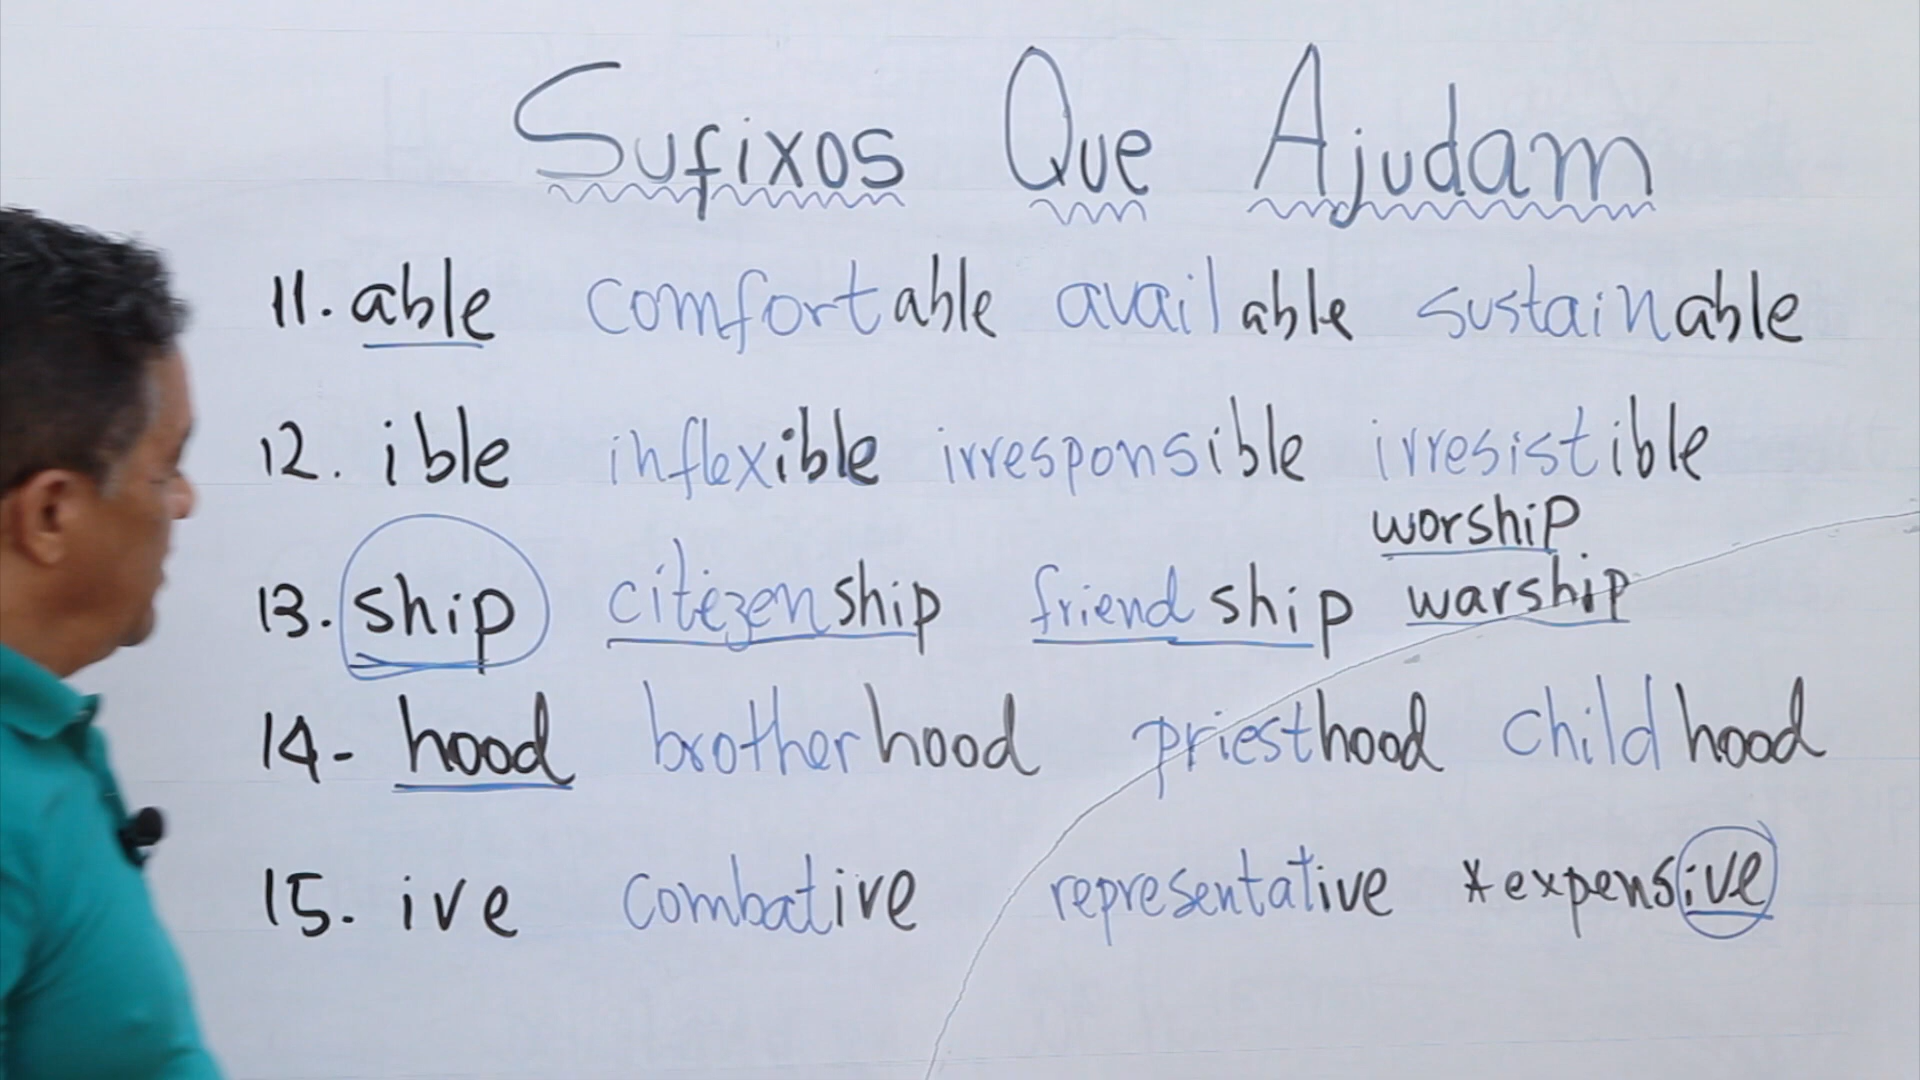 Sufixos Que Ajudam
11. able comfortable available sustainable
12. ible inflexible irresponsible irresistible
worship
13. ship citizenship friendship warship
14- hood brotherhood priesthood childhood
15. ive combative representative *expensive